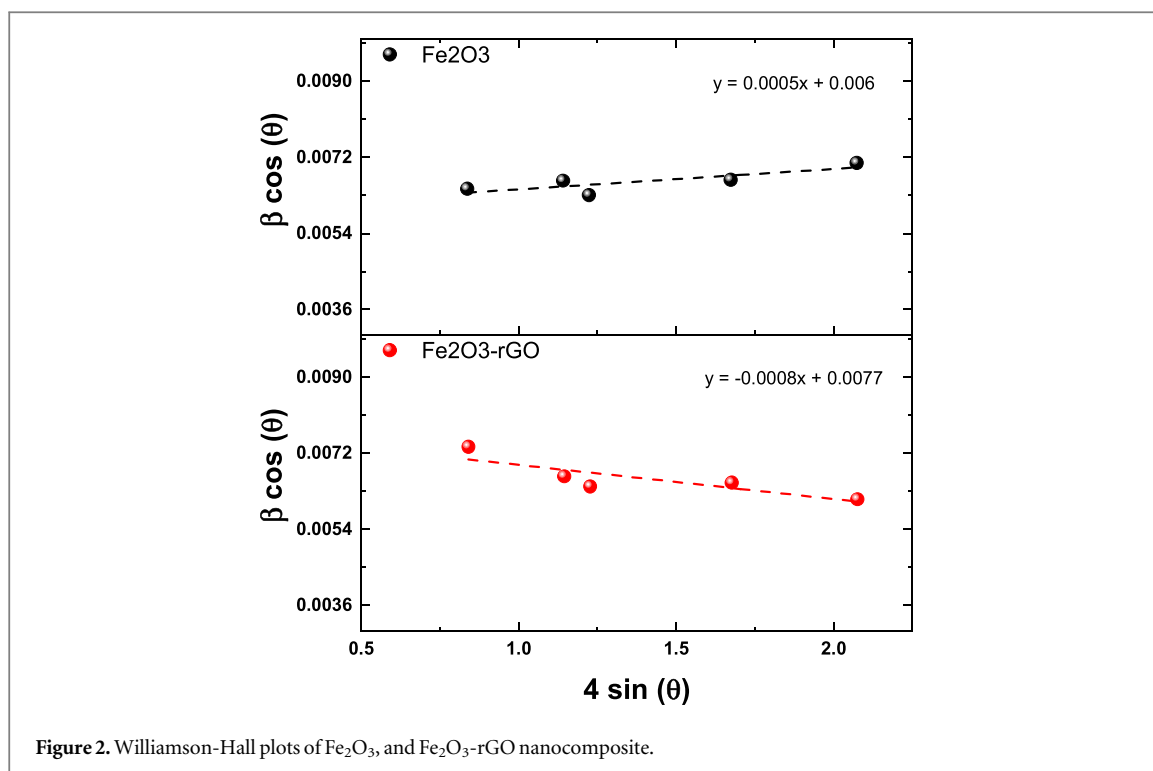 Fe2O3
y = 0.0005x + 0.006
0.0090
0.0072
0.0054
0.0036
β cos (θ)
Fe2O3-rGO
y = -0.0008x + 0.0077
0.0090
0.0072
0.0054
0.0036
β cos (θ)
0.5 1.0 1.5 2.0
4 sin (θ)
Figure 2. Williamson-Hall plots of Fe₂O₃, and Fe₂O₃-rGO nanocomposite.